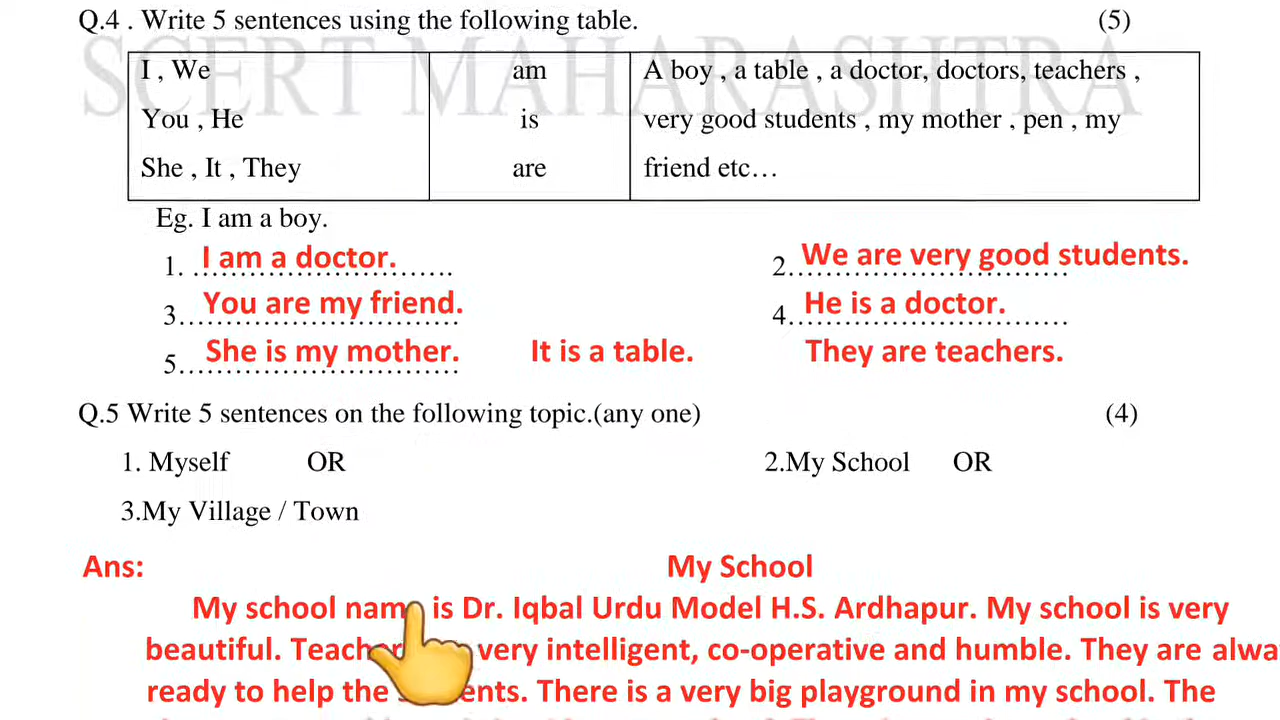 Q.4 . Write 5 sentences using the following table. (5)
SCERT MAHARASHTRA
I , We am A boy , a table , a doctor, doctors, teachers ,
You , He is very good students , my mother , pen , my
She , It , They are friend etc…
Eg. I am a boy.
1. I am a doctor. 2. We are very good students.
3. You are my friend. 4. He is a doctor.
5. She is my mother. It is a table. They are teachers.
Q.5 Write 5 sentences on the following topic.(any one) (4)
1. Myself OR 2.My School OR
3.My Village / Town
Ans: My School
My school name is Dr. Iqbal Urdu Model H.S. Ardhapur. My school is very
beautiful. very intelligent, co-operative and humble. They are
ready to help the There is a very big playground in my school. The